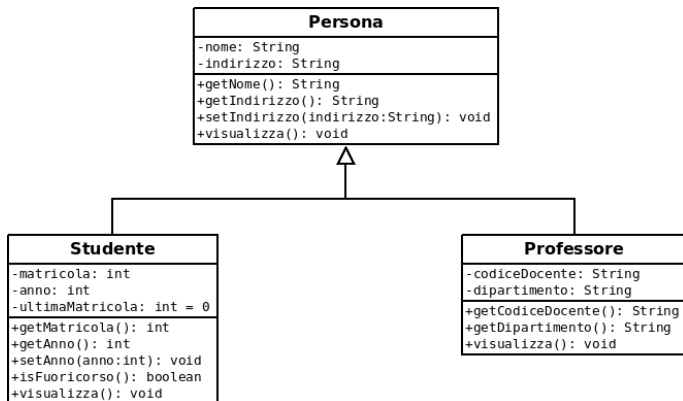 Persona
-nome: String
-indirizzo: String
+getNome(): String
+getIndirizzo(): String
+setIndirizzo(indirizzo:String): void
+visualizza(): void
Studente
-matricola: int
-anno: int
-ultimaMatricola: int = 0
+getMatricola(): int
+getAnno(): int
+setAnno(anno:int): void
+isFuoricorso(): boolean
+visualizza(): void
Professore
-codiceDocente: String
-dipartimento: String
+getCodiceDocente(): String
+getDipartimento(): String
+visualizza(): void